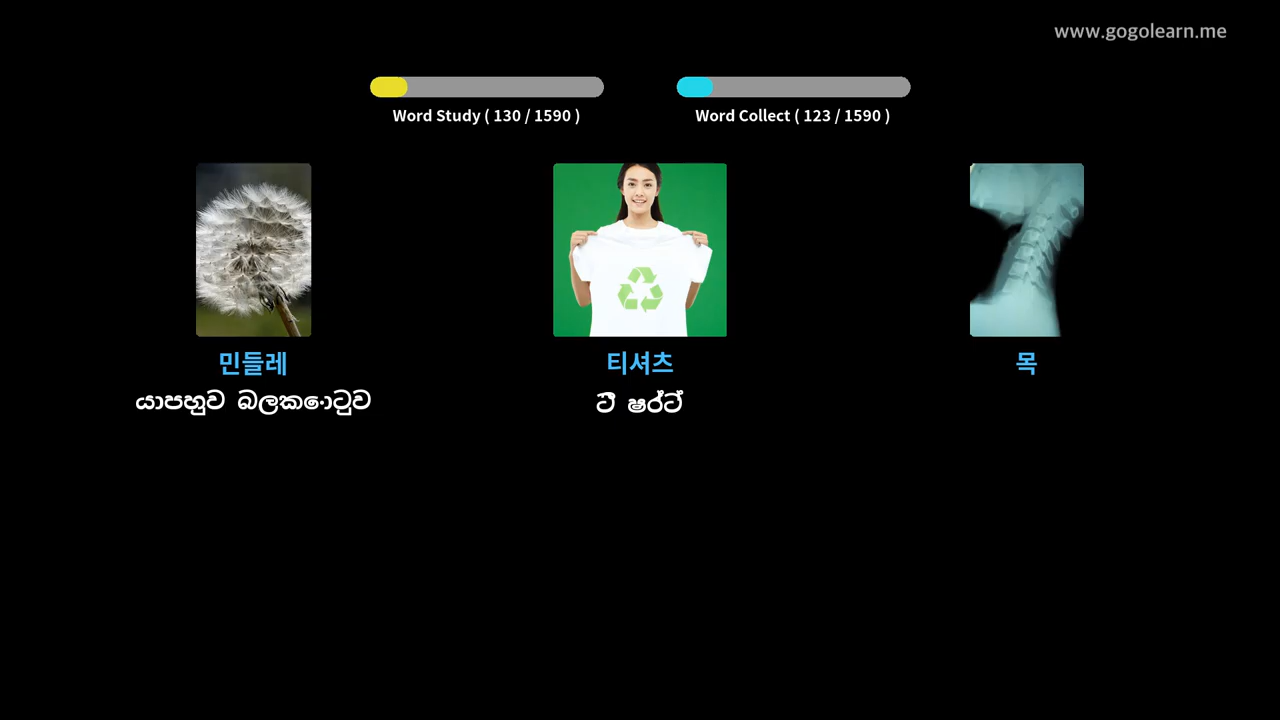 www.gogolearn.me
Word Study ( 130 / 1590 )
Word Collect ( 123 / 1590 )
민들레
티셔츠
목
යාපහුව බලකොටුව
ටී ෂර්ට්